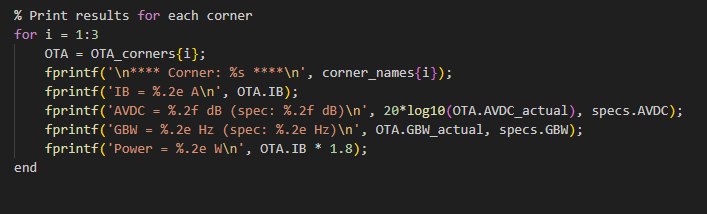 % Print results for each corner
for i = 1:3
    OTA = OTA_corners{i};
    fprintf('\n**** Corner: %s ****\n', corner_names{i});
    fprintf('IB = %.2e A\n', OTA.IB);
    fprintf('AVDC = %.2f dB (spec: %.2f dB)\n', 20*log10(OTA.AVDC_actual), specs.AVDC);
    fprintf('GBW = %.2e Hz (spec: %.2e Hz)\n', OTA.GBW_actual, specs.GBW);
    fprintf('Power = %.2e W\n', OTA.IB * 1.8);
end